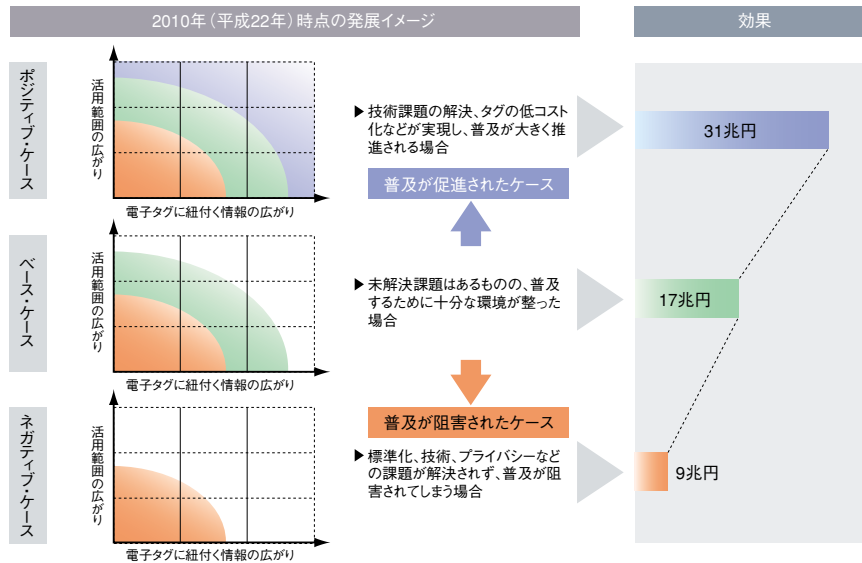 2010年(平成22年)時点の発展イメージ
効果
ポジティブ・ケース
活用範囲の広がり
電子タグに紐付く情報の広がり
▶技術課題の解決、タグの低コスト
化などが実現し、普及が大きく推
進される場合
普及が促進されたケース
31兆円
ベース・ケース
活用範囲の広がり
電子タグに紐付く情報の広がり
▶未解決課題はあるものの、普及
するために十分な環境が整った
場合
17兆円
ネガティブ・ケース
活用範囲の広がり
電子タグに紐付く情報の広がり
普及が阻害されたケース
▶標準化、技術、プライバシーなど
の課題が解決されず、普及が阻
害されてしまう場合
9兆円